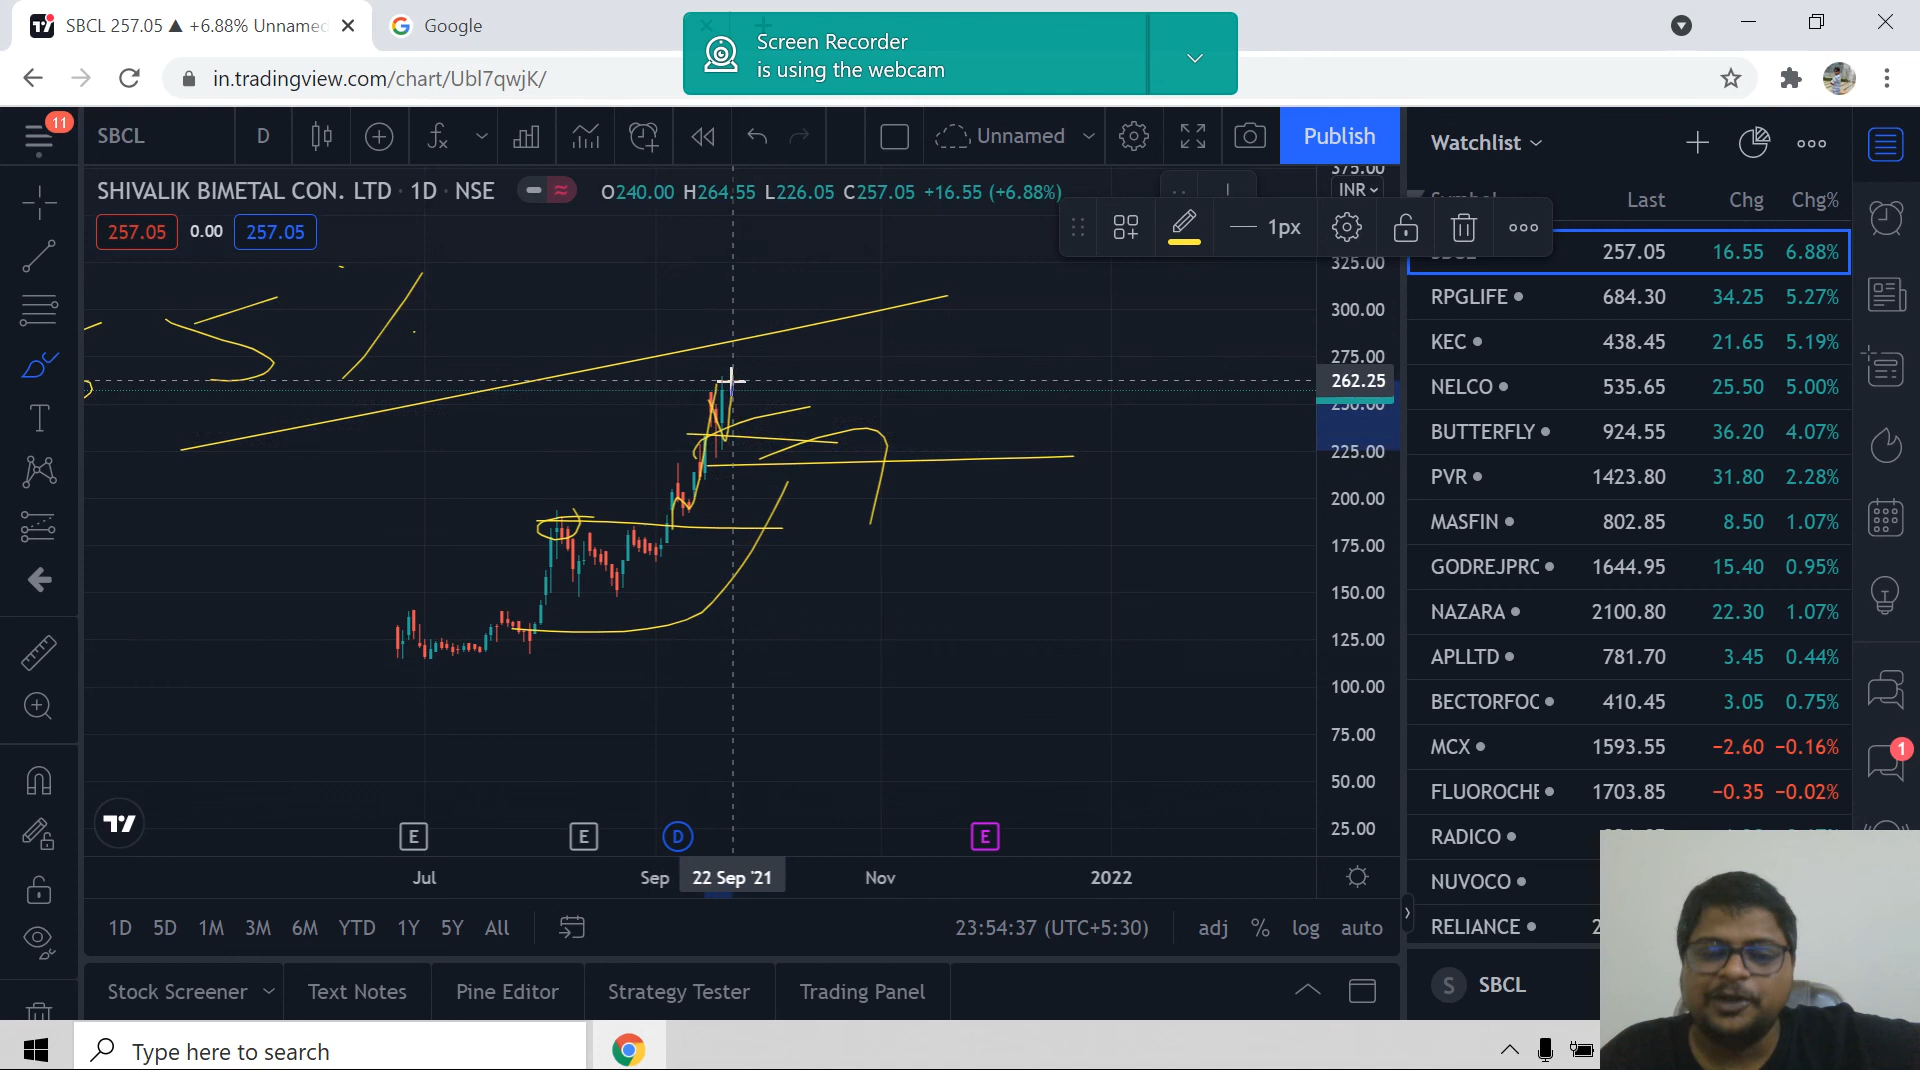 SBCL 257.05 ▲ +6.88% Unnamed
Google
Screen Recorder
is using the webcam
in.tradingview.com/chart/Ubl7qwjK/
11
SBCL
D
Unnamed
Publish
Watchlist
SHIVALIK BIMETAL CON. LTD · 1D · NSE
O240.00 H264.55 L226.05 C257.05 +16.55 (+6.88%)
257.05 0.00 257.05
1px
375.00
INR
325.00
300.00
275.00
262.25
250.00
225.00
200.00
175.00
150.00
125.00
100.00
75.00
50.00
25.00
Symbol Last Chg Chg%
SBCL 257.05 16.55 6.88%
RPGLIFE 684.30 34.25 5.27%
KEC 438.45 21.65 5.19%
NELCO 535.65 25.50 5.00%
BUTTERFLY 924.55 36.20 4.07%
PVR 1423.80 31.80 2.28%
MASFIN 802.85 8.50 1.07%
GODREJPRC 1644.95 15.40 0.95%
NAZARA 2100.80 22.30 1.07%
APLLTD 781.70 3.45 0.44%
BECTORFOC 410.45 3.05 0.75%
MCX 1593.55 −2.60 −0.16%
FLUOROCHE 1703.85 −0.35 −0.02%
RADICO
NUVOCO
RELIANCE 2
1
E E D E
Jul Sep 22 Sep '21 Nov 2022
1D 5D 1M 3M 6M YTD 1Y 5Y All
23:54:37 (UTC+5:30) adj % log auto
Stock Screener Text Notes Pine Editor Strategy Tester Trading Panel
S SBCL
Type here to search